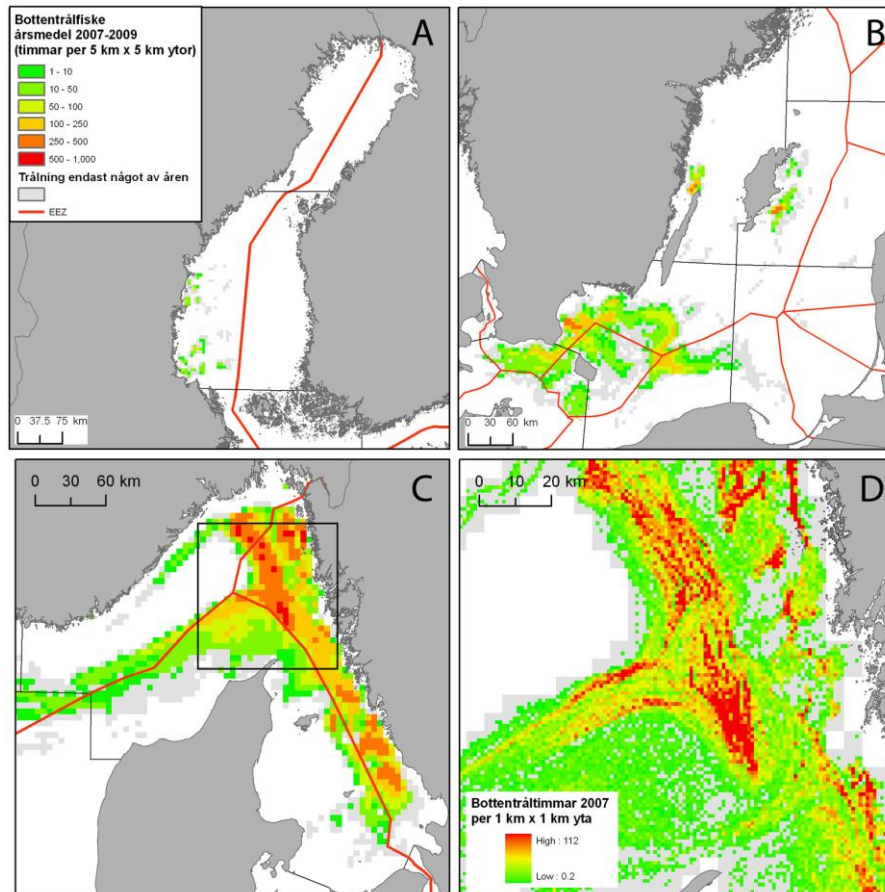 Bottentrålfiske
årsmedel 2007-2009
(timmar per 5 km x 5 km ytor)
1 - 10
10 - 50
50 - 100
100 - 250
250 - 500
500 - 1,000
Trålning endast något av åren
EEZ
A
0 37.5 75 km
B
0 30 60 km
C
0 30 60 km
D
0 10 20 km
Bottentråltimmar 2007
per 1 km x 1 km yta
High : 112
Low : 0.2